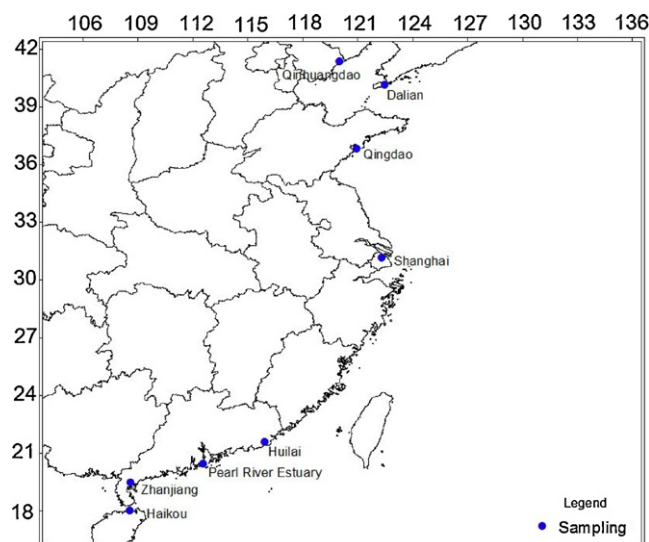 106 109 112 115 118 121 124 127 130 133 136
42
Qinhuangdao
Dalian
39
Qingdao
36
33
Shanghai
30
27
24
21
Huilai
Pearl River Estuary
Zhanjiang
18
Haikou
Legend
Sampling